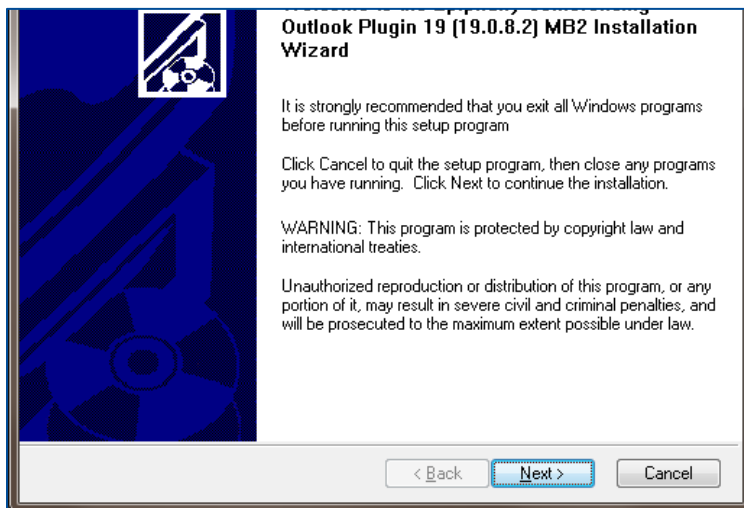 Outlook Plugin 19 (19.0.8.2) MB2 Installation
Wizard
It is strongly recommended that you exit all Windows programs
before running this setup program
Click Cancel to quit the setup program, then close any programs
you have running. Click Next to continue the installation.
WARNING: This program is protected by copyright law and
international treaties.
Unauthorized reproduction or distribution of this program, or any
portion of it, may result in severe civil and criminal penalties, and
will be prosecuted to the maximum extent possible under law.
< Back Next > Cancel